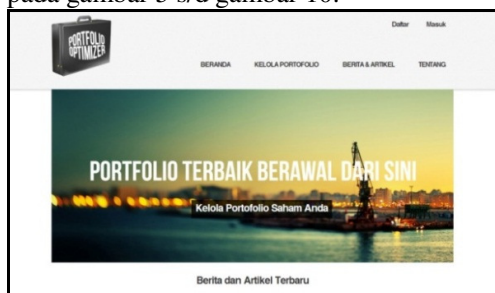 pada gambar 5 s/d gambar 10.
PORTFOLIO
OPTIMIZER
Daftar Masuk
BERANDA KELOLA PORTOFOLIO BERITA & ARTIKEL TENTANG
PORTFOLIO TERBAIK BERAWAL DARI SINI
Kelola Portofolio Saham Anda
Berita dan Artikel Terbaru